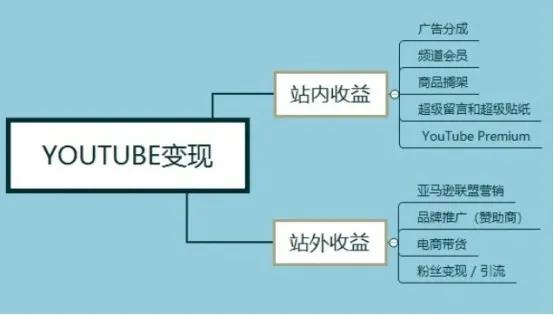 YOUTUBE变现
站内收益
广告分成
频道会员
商品搁架
超级留言和超级贴纸
YouTube Premium
站外收益
亚马逊联盟营销
品牌推广（赞助商）
电商带货
粉丝变现 / 引流